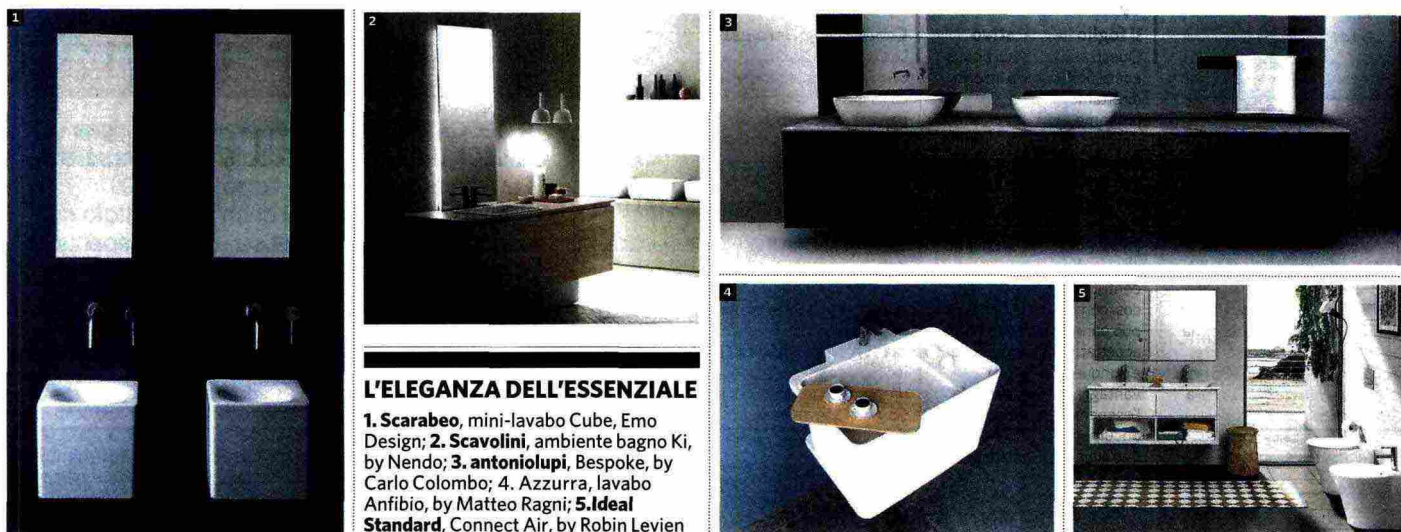 1
2
3
L'ELEGANZA DELL'ESSENZIALE
1. Scarabeo, mini-lavabo Cube, Emo
Design; 2. Scavolini, ambiente bagno Ki,
by Nendo; 3. antoniolupi, Bespoke, by
Carlo Colombo; 4. Azzurra, lavabo
Anfibio, by Matteo Ragni; 5.Ideal
Standard, Connect Air, by Robin Levien
4
5